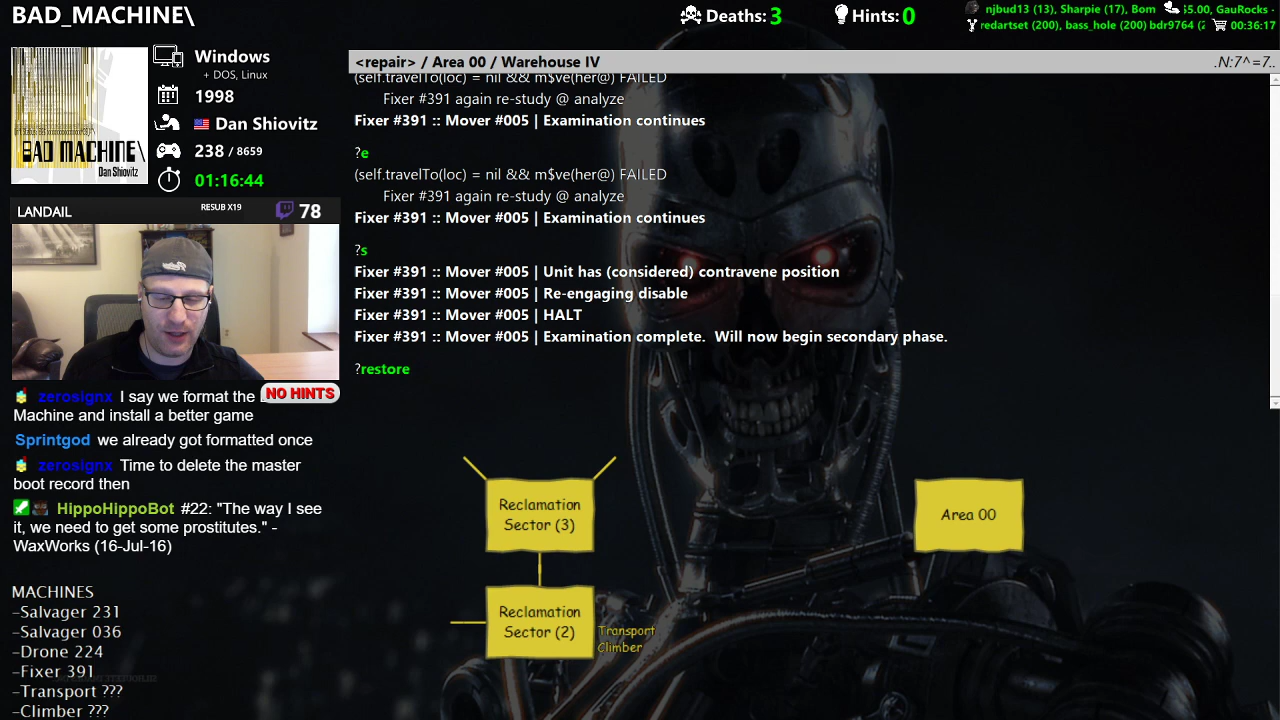 BAD_MACHINE\
Deaths: 3
Hints: 0
njbud13 (13), Sharpie (17), Bom
$5.00, GauRocks -
redartset (200), bass_hole (200) bdr9764 (2
00:36:17
Windows
+ DOS, Linux
1998
Dan Shiovitz
238 / 8659
01:16:44
BAD MACHINE\
Dan Shiovitz
LANDAIL
RESUB X19
78
NO HINTS
zerosignx I say we format the
Machine and install a better game
Sprintgod we already got formatted once
zerosignx Time to delete the master
boot record then
HippoHippoBot #22: "The way I see
it, we need to get some prostitutes." -
WaxWorks (16-Jul-16)
MACHINES
-Salvager 231
-Salvager 036
-Drone 224
-Fixer 391
-Transport ???
-Climber ???
<repair> / Area 00 / Warehouse IV
.N:7^=7..
(self.travelTo(loc) = nil && m$ve(her@) FAILED
Fixer #391 again re-study @ analyze
Fixer #391 :: Mover #005 | Examination continues
?e
(self.travelTo(loc) = nil && m$ve(her@) FAILED
Fixer #391 again re-study @ analyze
Fixer #391 :: Mover #005 | Examination continues
?s
Fixer #391 :: Mover #005 | Unit has (considered) contravene position
Fixer #391 :: Mover #005 | Re-engaging disable
Fixer #391 :: Mover #005 | HALT
Fixer #391 :: Mover #005 | Examination complete.  Will now begin secondary phase.
?restore
Reclamation
Sector (3)
Area 00
Reclamation
Sector (2)
Transport
Climber